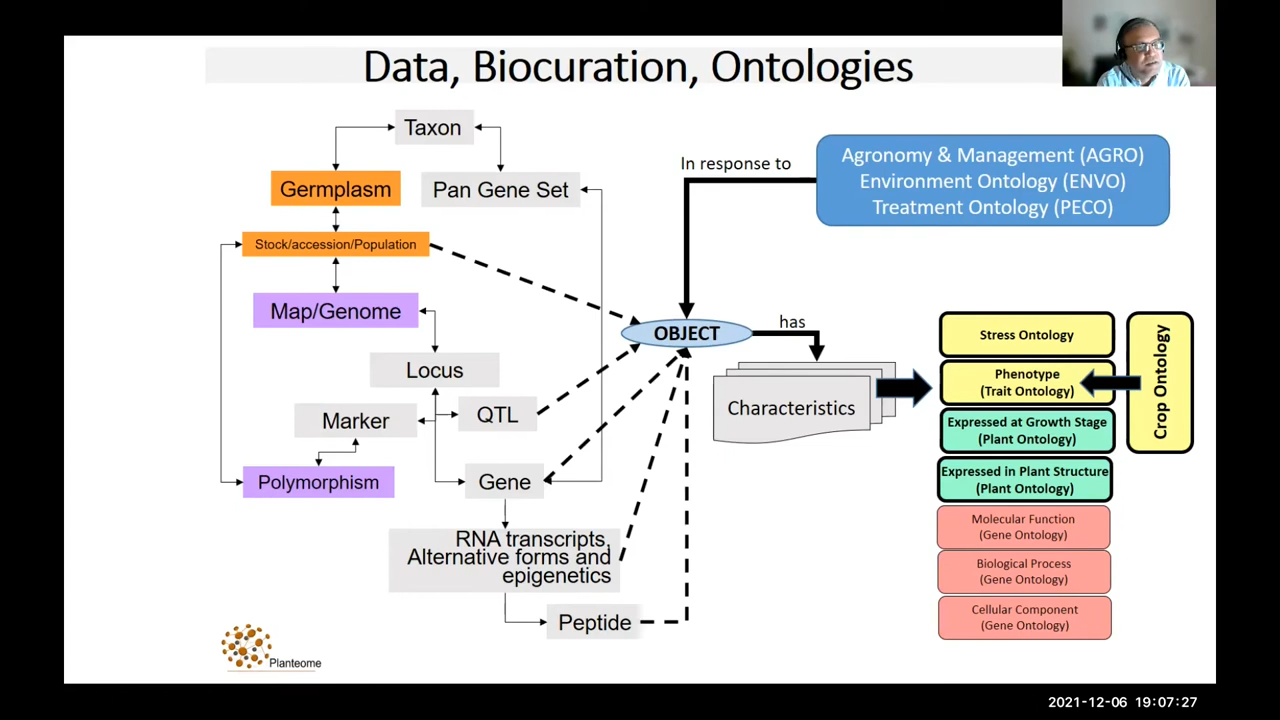 Data, Biocuration, Ontologies
Taxon
In response to
Agronomy & Management (AGRO)
Environment Ontology (ENVO)
Treatment Ontology (PECO)
Germplasm
Pan Gene Set
Stock/accession/Population
Map/Genome
OBJECT
has
Locus
Marker
QTL
Characteristics
Stress Ontology
Phenotype
(Trait Ontology)
Crop Ontology
Expressed at Growth Stage
(Plant Ontology)
Expressed in Plant Structure
(Plant Ontology)
Polymorphism
Gene
Molecular Function
(Gene Ontology)
RNA transcripts,
Alternative forms and
epigenetics
Biological Process
(Gene Ontology)
Peptide
Cellular Component
(Gene Ontology)
Planteome
2021-12-06 19:07:27